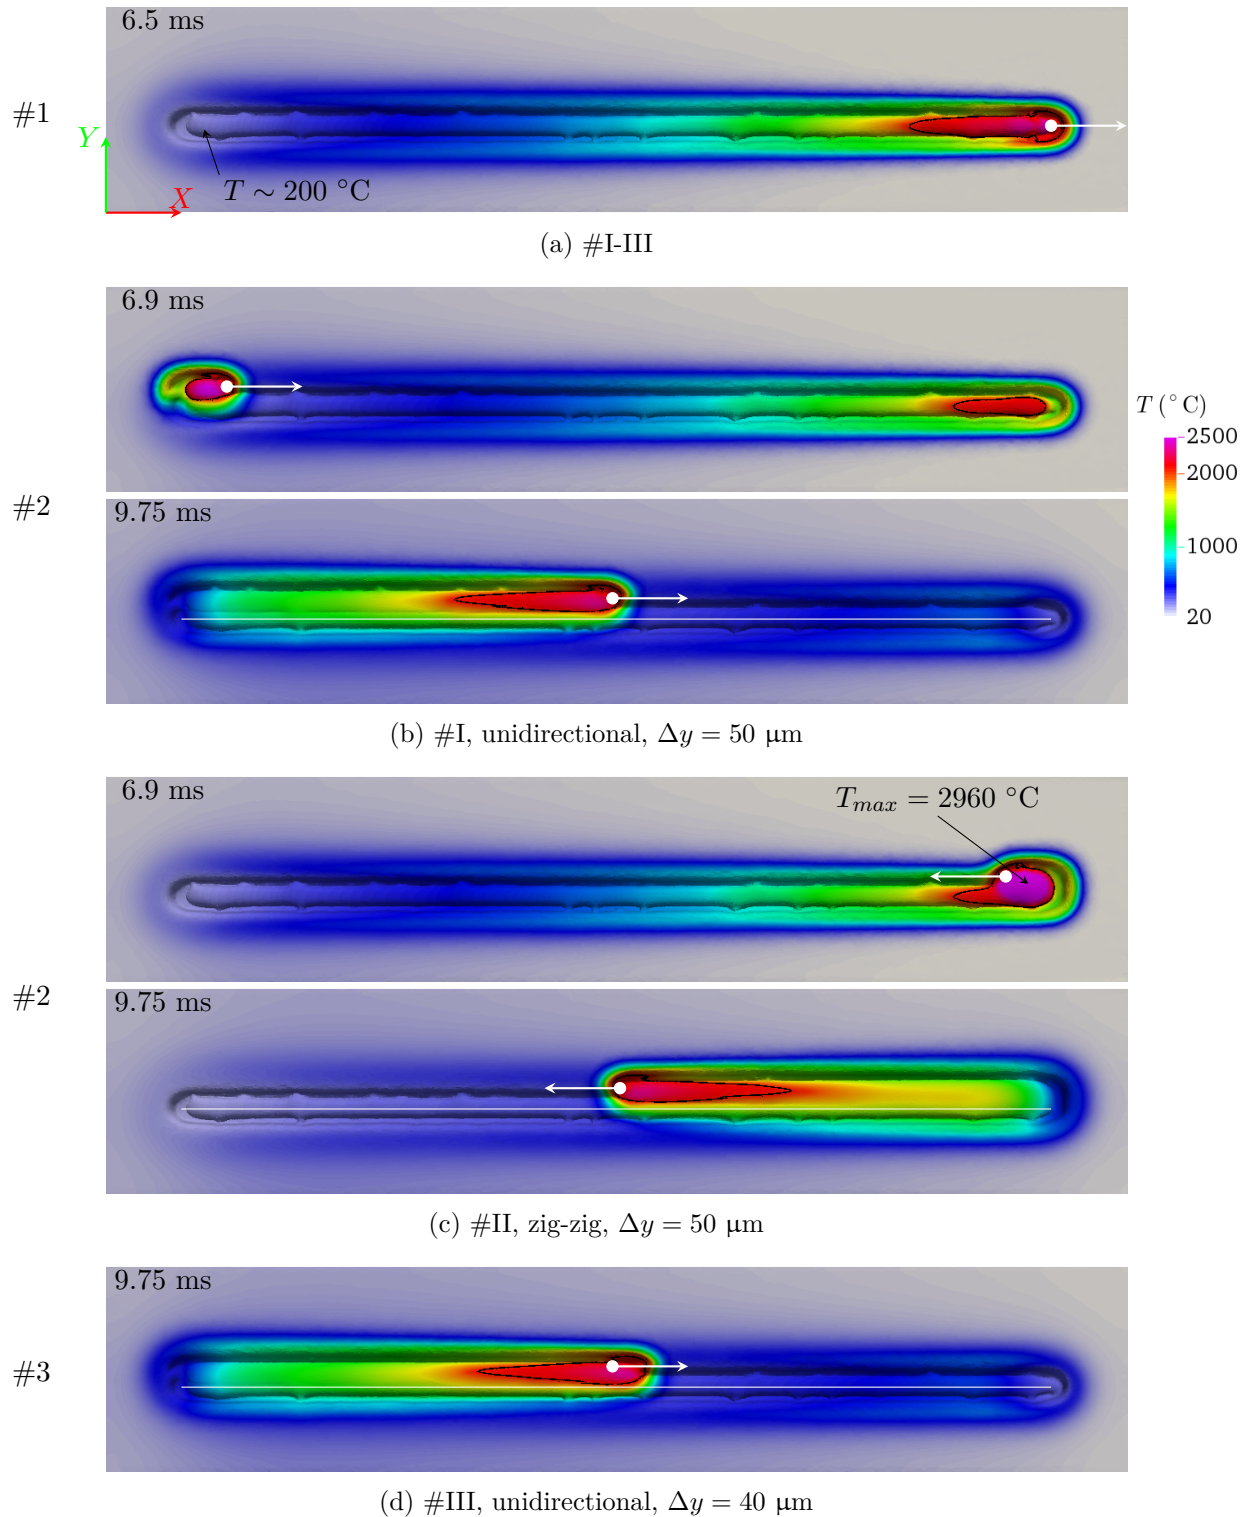 6.5 ms
#1
Y
X
T ∼ 200 °C
(a) #I-III
6.9 ms
T (°C)
2500
2000
1000
20
#2
9.75 ms
(b) #I, unidirectional, Δy = 50 μm
6.9 ms
T_max = 2960 °C
#2
9.75 ms
(c) #II, zig-zig, Δy = 50 μm
9.75 ms
#3
(d) #III, unidirectional, Δy = 40 μm